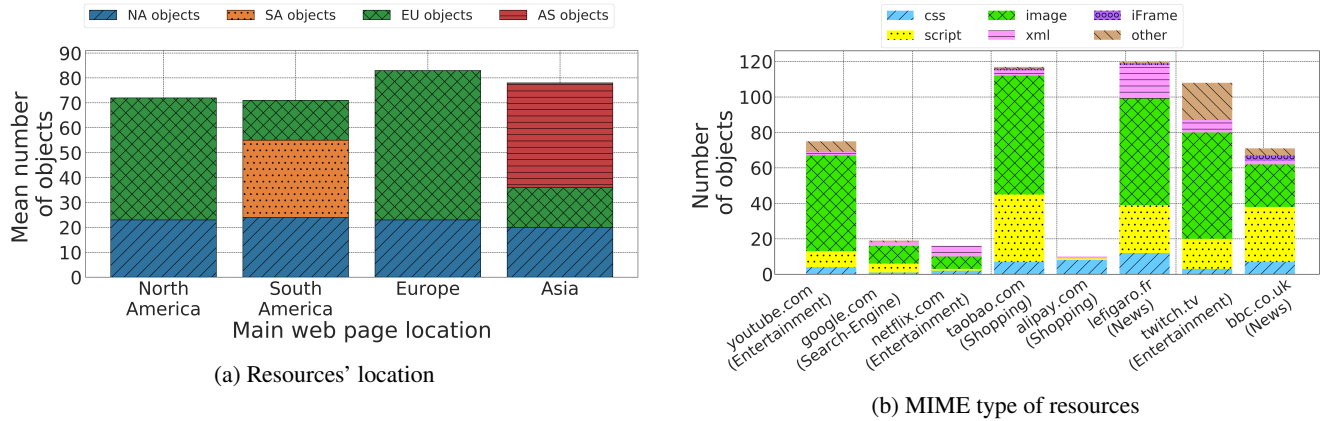 NA objects SA objects EU objects AS objects
Mean number
of objects
90
80
70
60
50
40
30
20
10
0
North
America
South
America
Europe
Asia
Main web page location
(a) Resources' location
css image iFrame
script xml other
Number
of objects
120
100
80
60
40
20
0
youtube.com
(Entertainment)
google.com
(Search-Engine)
netflix.com
(Entertainment)
taobao.com
(Shopping)
alipay.com
(Shopping)
lefigaro.fr
(News)
twitch.tv
(Entertainment)
bbc.co.uk
(News)
(b) MIME type of resources